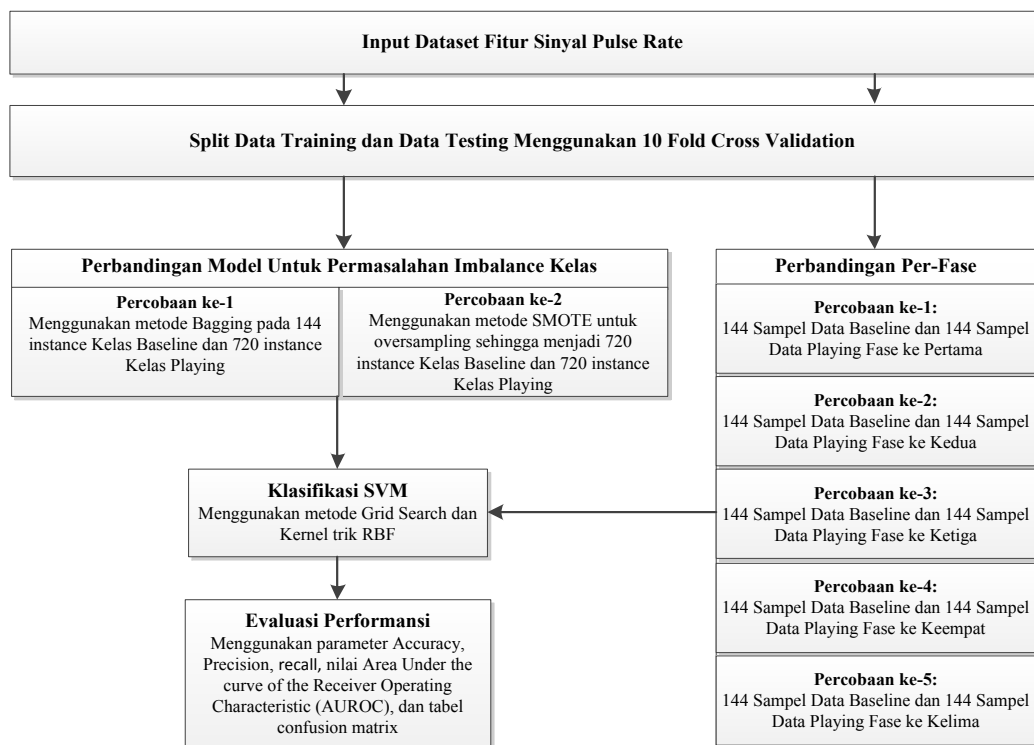 Input Dataset Fitur Sinyal Pulse Rate
Split Data Training dan Data Testing Menggunakan 10 Fold Cross Validation
Perbandingan Model Untuk Permasalahan Imbalance Kelas
Percobaan ke-1
Menggunakan metode Bagging pada 144
instance Kelas Baseline dan 720 instance
Kelas Playing
Percobaan ke-2
Menggunakan metode SMOTE untuk
oversampling sehingga menjadi 720
instance Kelas Baseline dan 720 instance
Kelas Playing
Klasifikasi SVM
Menggunakan metode Grid Search dan
Kernel trik RBF
Evaluasi Performansi
Menggunakan parameter Accuracy,
Precision, recall, nilai Area Under the
curve of the Receiver Operating
Characteristic (AUROC), dan tabel
confusion matrix
Perbandingan Per-Fase
Percobaan ke-1:
144 Sampel Data Baseline dan 144 Sampel
Data Playing Fase ke Pertama
Percobaan ke-2:
144 Sampel Data Baseline dan 144 Sampel
Data Playing Fase ke Kedua
Percobaan ke-3:
144 Sampel Data Baseline dan 144 Sampel
Data Playing Fase ke Ketiga
Percobaan ke-4:
144 Sampel Data Baseline dan 144 Sampel
Data Playing Fase ke Keempat
Percobaan ke-5:
144 Sampel Data Baseline dan 144 Sampel
Data Playing Fase ke Kelima